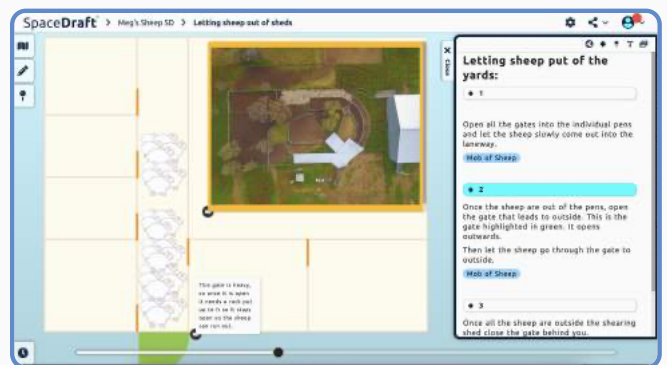 SpaceDraft > Meg's Sheep SD > Letting sheep out of sheds
This gate is heavy,
so once it is open
it needs a rock put
up to it so it stays
open so the sheep
can run out.
X Close
Letting sheep put of the
yards:
1
Open all the gates into the individual pens
and let the sheep slowly come out into the
laneway.
Mob of Sheep
2
Once the sheep are out of the pens, open
the gate that leads to outside. This is the
gate highlighted in green. It opens
outwards.
Then let the sheep go through the gate to
outside.
Mob of Sheep
3
Once all the sheep are outside the shearing
shed close the gate behind you.